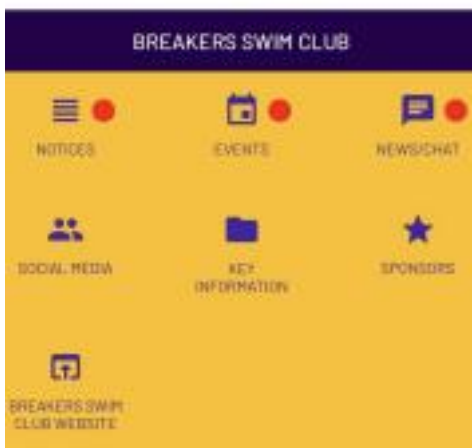 BREAKERS SWIM CLUB
NOTICES
EVENTS
NEWS/CHAT
SOCIAL MEDIA
KEY
INFORMATION
SPONSORS
BREAKERS SWIM
CLUB WEBSITE